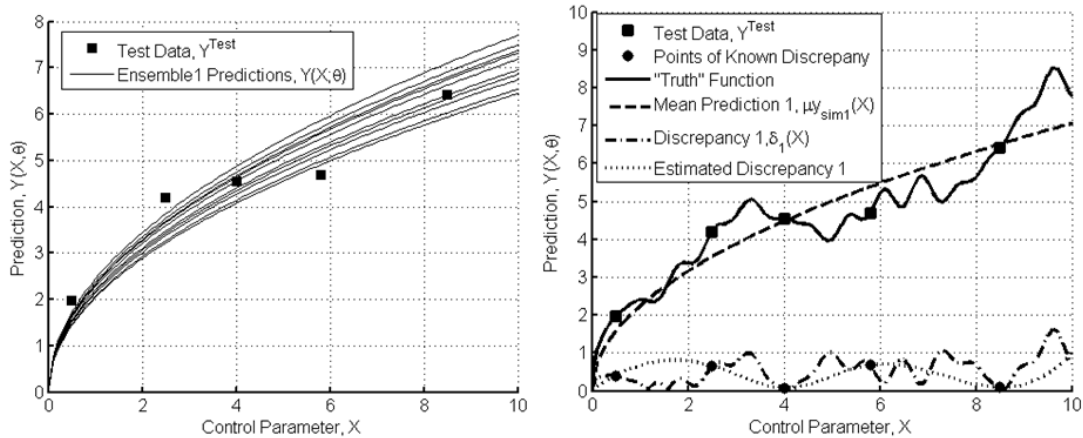 8
7
6
5
4
3
2
1
0
Prediction, Y(X,θ)
Test Data, Y^Test
Ensemble1 Predictions, Y(X;θ)
0 2 4 6 8 10
Control Parameter, X
10
9
8
7
6
5
4
3
2
1
0
Prediction, Y(X,θ)
Test Data, Y^Test
Points of Known Discrepany
"Truth" Function
Mean Prediction 1, μy_sim1(X)
Discrepancy 1,δ_1(X)
Estimated Discrepancy 1
0 2 4 6 8 10
Control Parameter, X